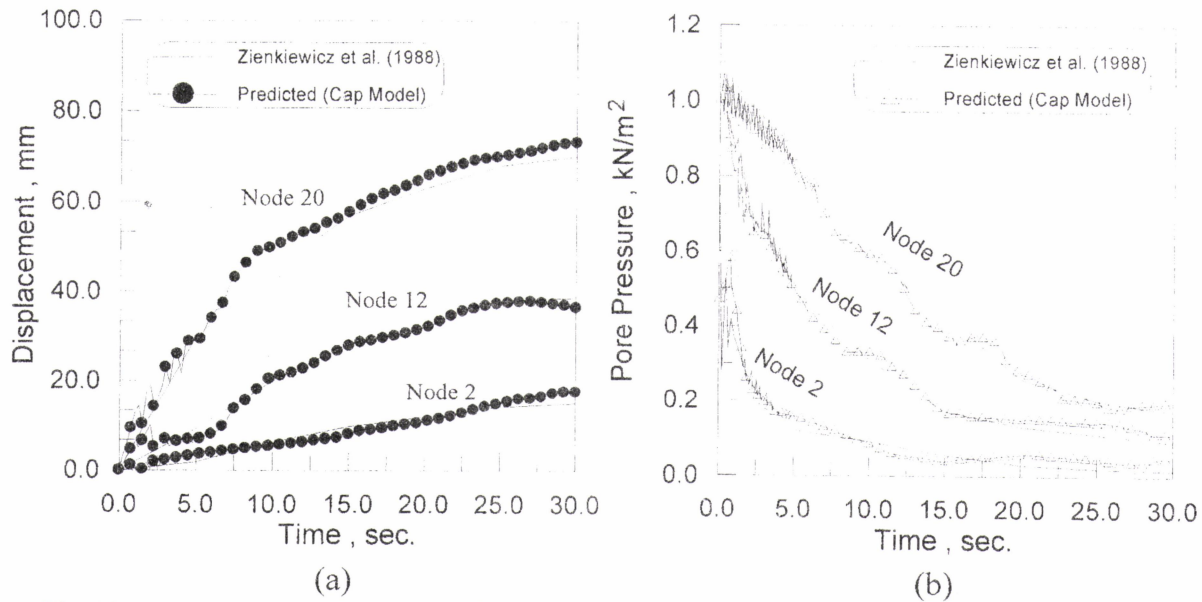 100.0
80.0
60.0
40.0
20.0
0.0
Displacement , mm
Zienkiewicz et al. (1988)
Predicted (Cap Model)
Node 20
Node 12
Node 2
0.0 5.0 10.0 15.0 20.0 25.0 30.0
Time , sec.
(a)
1.2
1.0
0.8
0.6
0.4
0.2
0.0
Pore Pressure , kN/m²
Zienkiewicz et al. (1988)
Predicted (Cap Model)
Node 20
Node 12
Node 2
0.0 5.0 10.0 15.0 20.0 25.0 30.0
Time , sec.
(b)